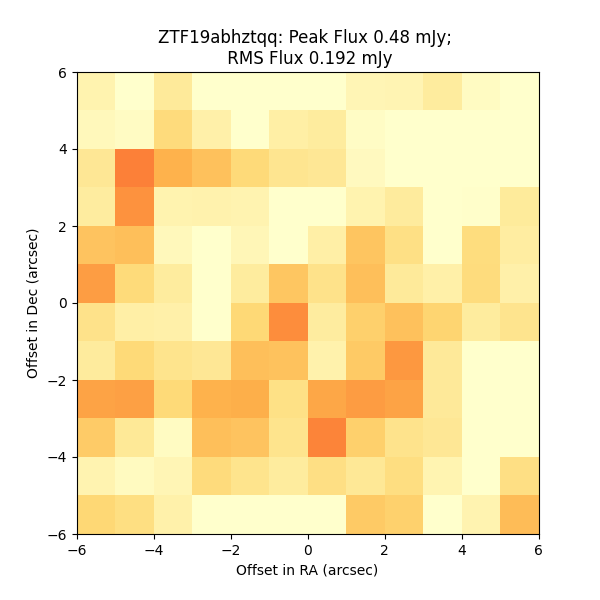 ZTF19abhztqq: Peak Flux 0.48 mJy;
RMS Flux 0.192 mJy
6
4
2
0
−2
−4
−6
Offset in Dec (arcsec)
−6 −4 −2 0 2 4 6
Offset in RA (arcsec)